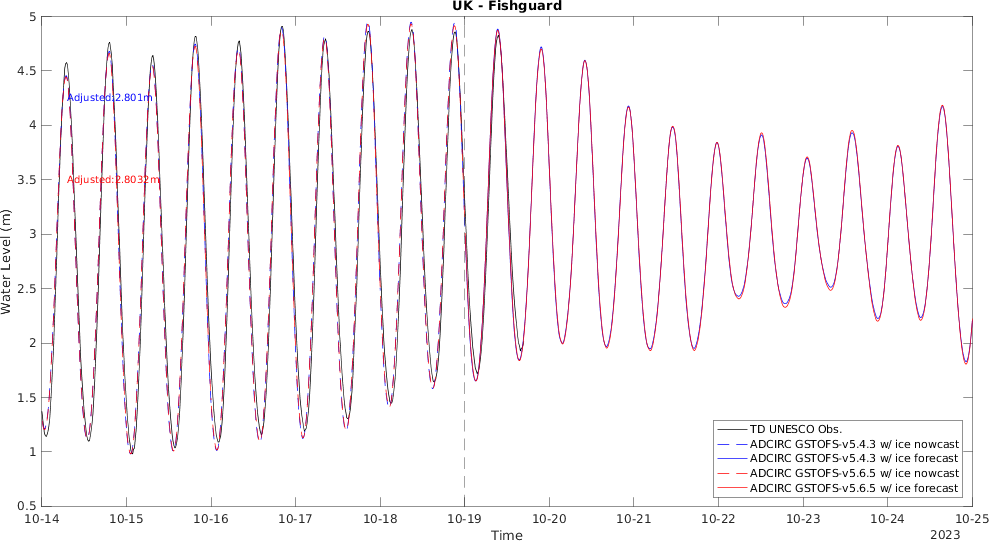 UK - Fishguard
5
4.5
4
3.5
3
2.5
2
1.5
1
0.5
Water Level (m)
Adjusted:2.801m
Adjusted:2.8032m
TD UNESCO Obs.
ADCIRC GSTOFS-v5.4.3 w/ ice nowcast
ADCIRC GSTOFS-v5.4.3 w/ ice forecast
ADCIRC GSTOFS-v5.6.5 w/ ice nowcast
ADCIRC GSTOFS-v5.6.5 w/ ice forecast
10-14 10-15 10-16 10-17 10-18 10-19 10-20 10-21 10-22 10-23 10-24 10-25
Time
2023